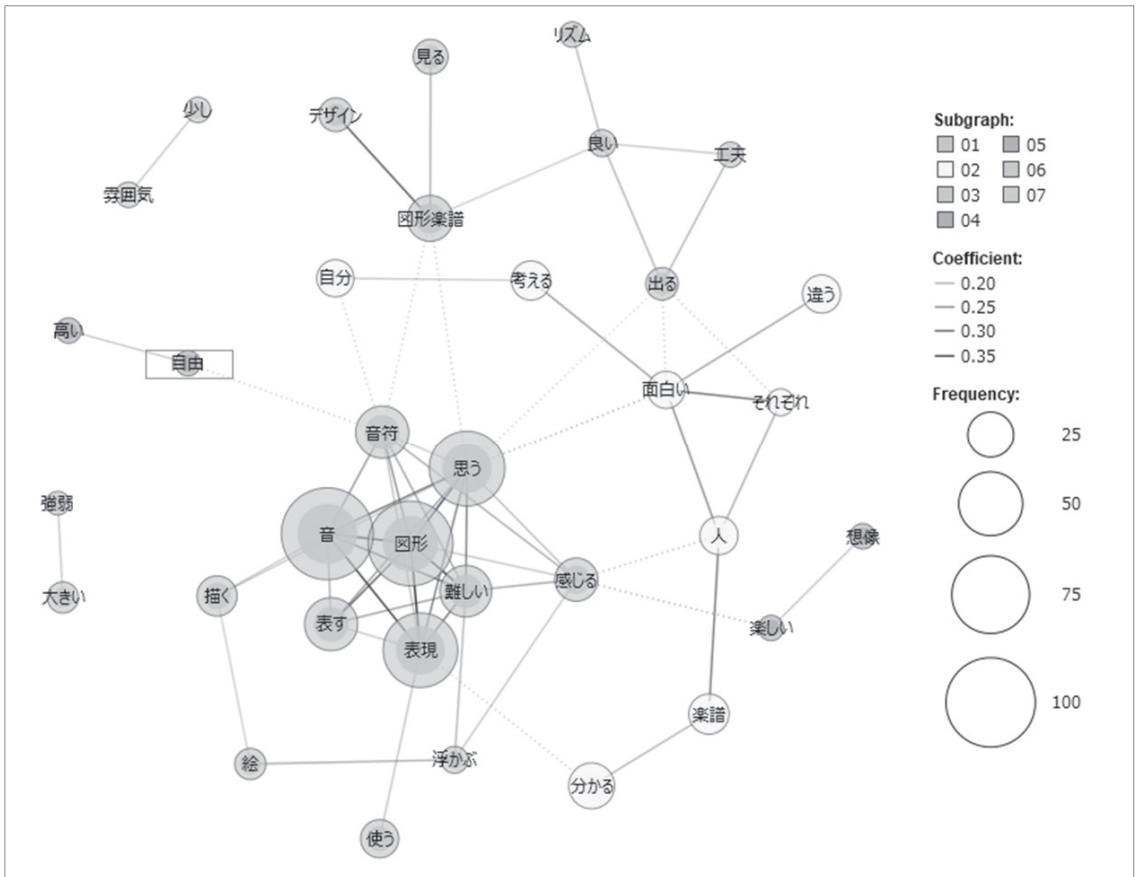 リズム
見る
デザイン
少し
良い
工夫
雰囲気
図形楽譜
自分
考える
出る
違う
高い
自由
面白い
それぞれ
音符
思う
強弱
音
図形
人
想像
大きい
描く
難しい
感じる
表す
楽しい
表現
楽譜
絵
浮かぶ
分かる
使う
Subgraph:
01 05
02 06
03 07
04
Coefficient:
0.20
0.25
0.30
0.35
Frequency:
25
50
75
100